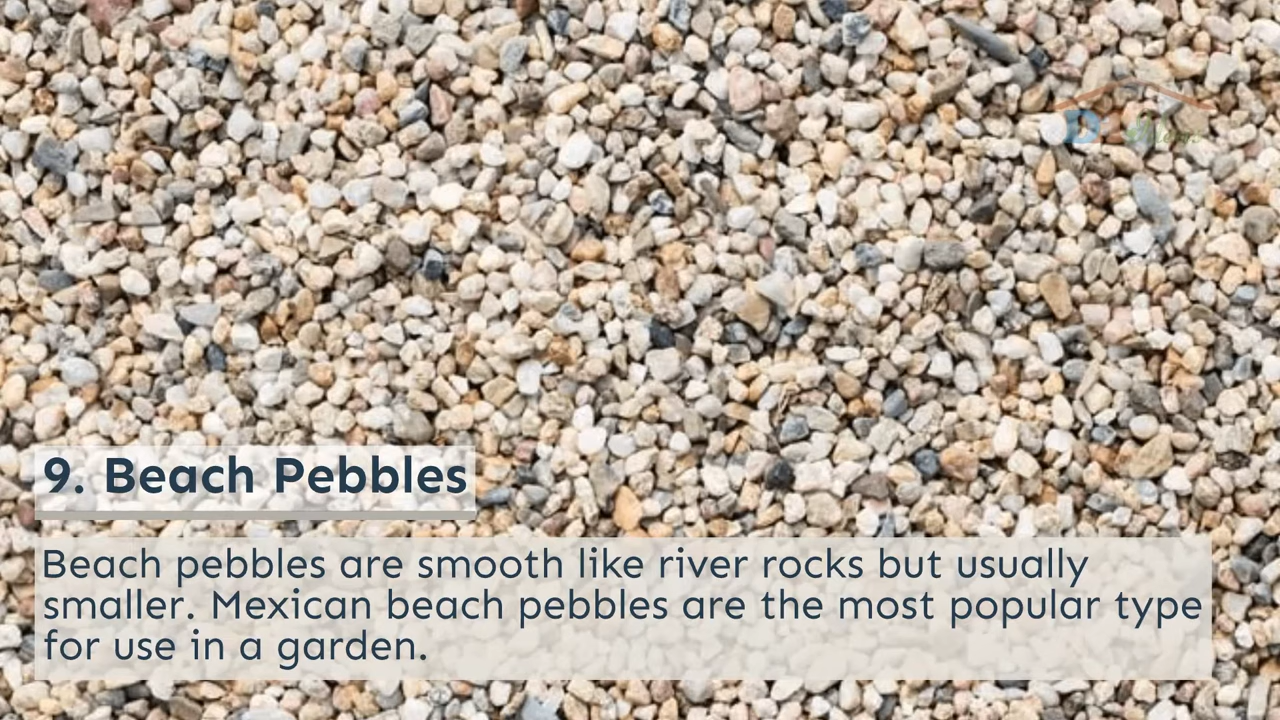 9. Beach Pebbles
Beach pebbles are smooth like river rocks but usually
smaller. Mexican beach pebbles are the most popular type
for use in a garden.